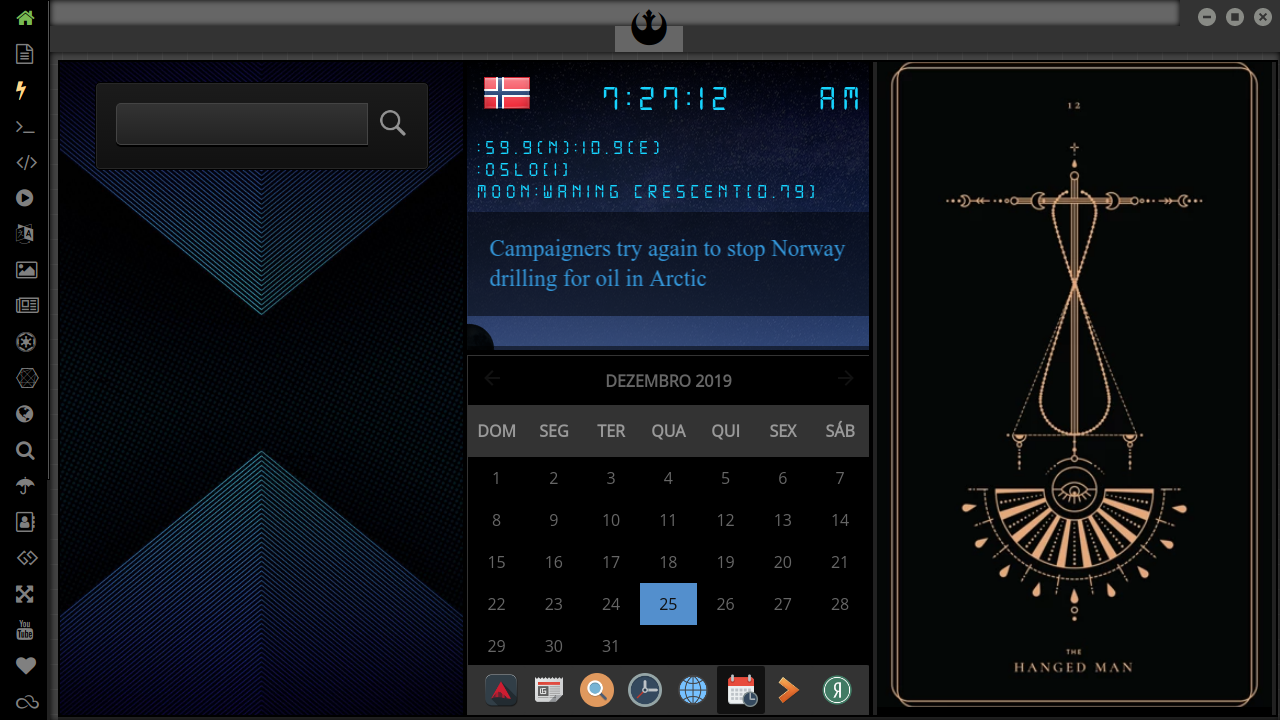 7:27:12 AM
:59.9(N):10.9(E)
:OSLO(1)
MOON:WANING CRESCENT(0.79)
Campaigners try again to stop Norway
drilling for oil in Arctic
DEZEMBRO 2019
DOM SEG TER QUA QUI SEX SÁB
1 2 3 4 5 6 7
8 9 10 11 12 13 14
15 16 17 18 19 20 21
22 23 24 25 26 27 28
29 30 31
12
THE
HANGED MAN
You
Tube
Я